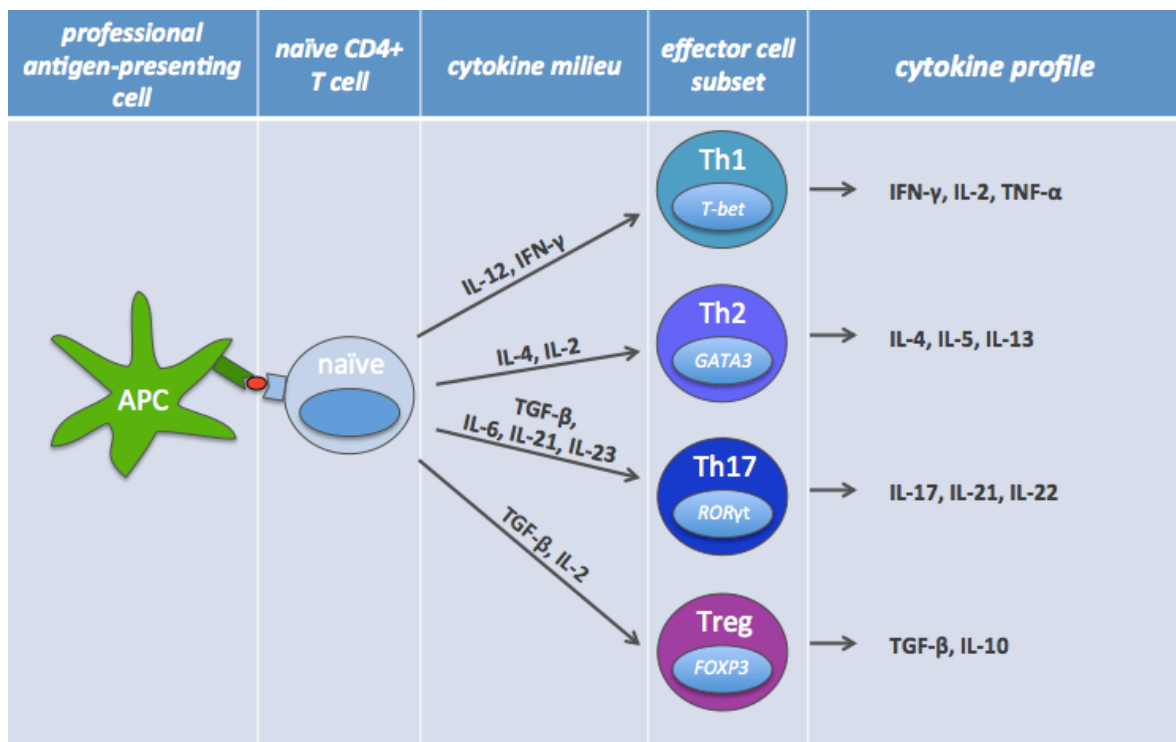 professional
antigen-presenting
cell
naïve CD4+
T cell
cytokine milieu
effector cell
subset
cytokine profile
APC
naïve
IL-12, IFN-γ
IL-4, IL-2
TGF-β,
IL-6, IL-21, IL-23
TGF-β, IL-2
Th1
T-bet
IFN-γ, IL-2, TNF-α
Th2
GATA3
IL-4, IL-5, IL-13
Th17
RORγt
IL-17, IL-21, IL-22
Treg
FOXP3
TGF-β, IL-10